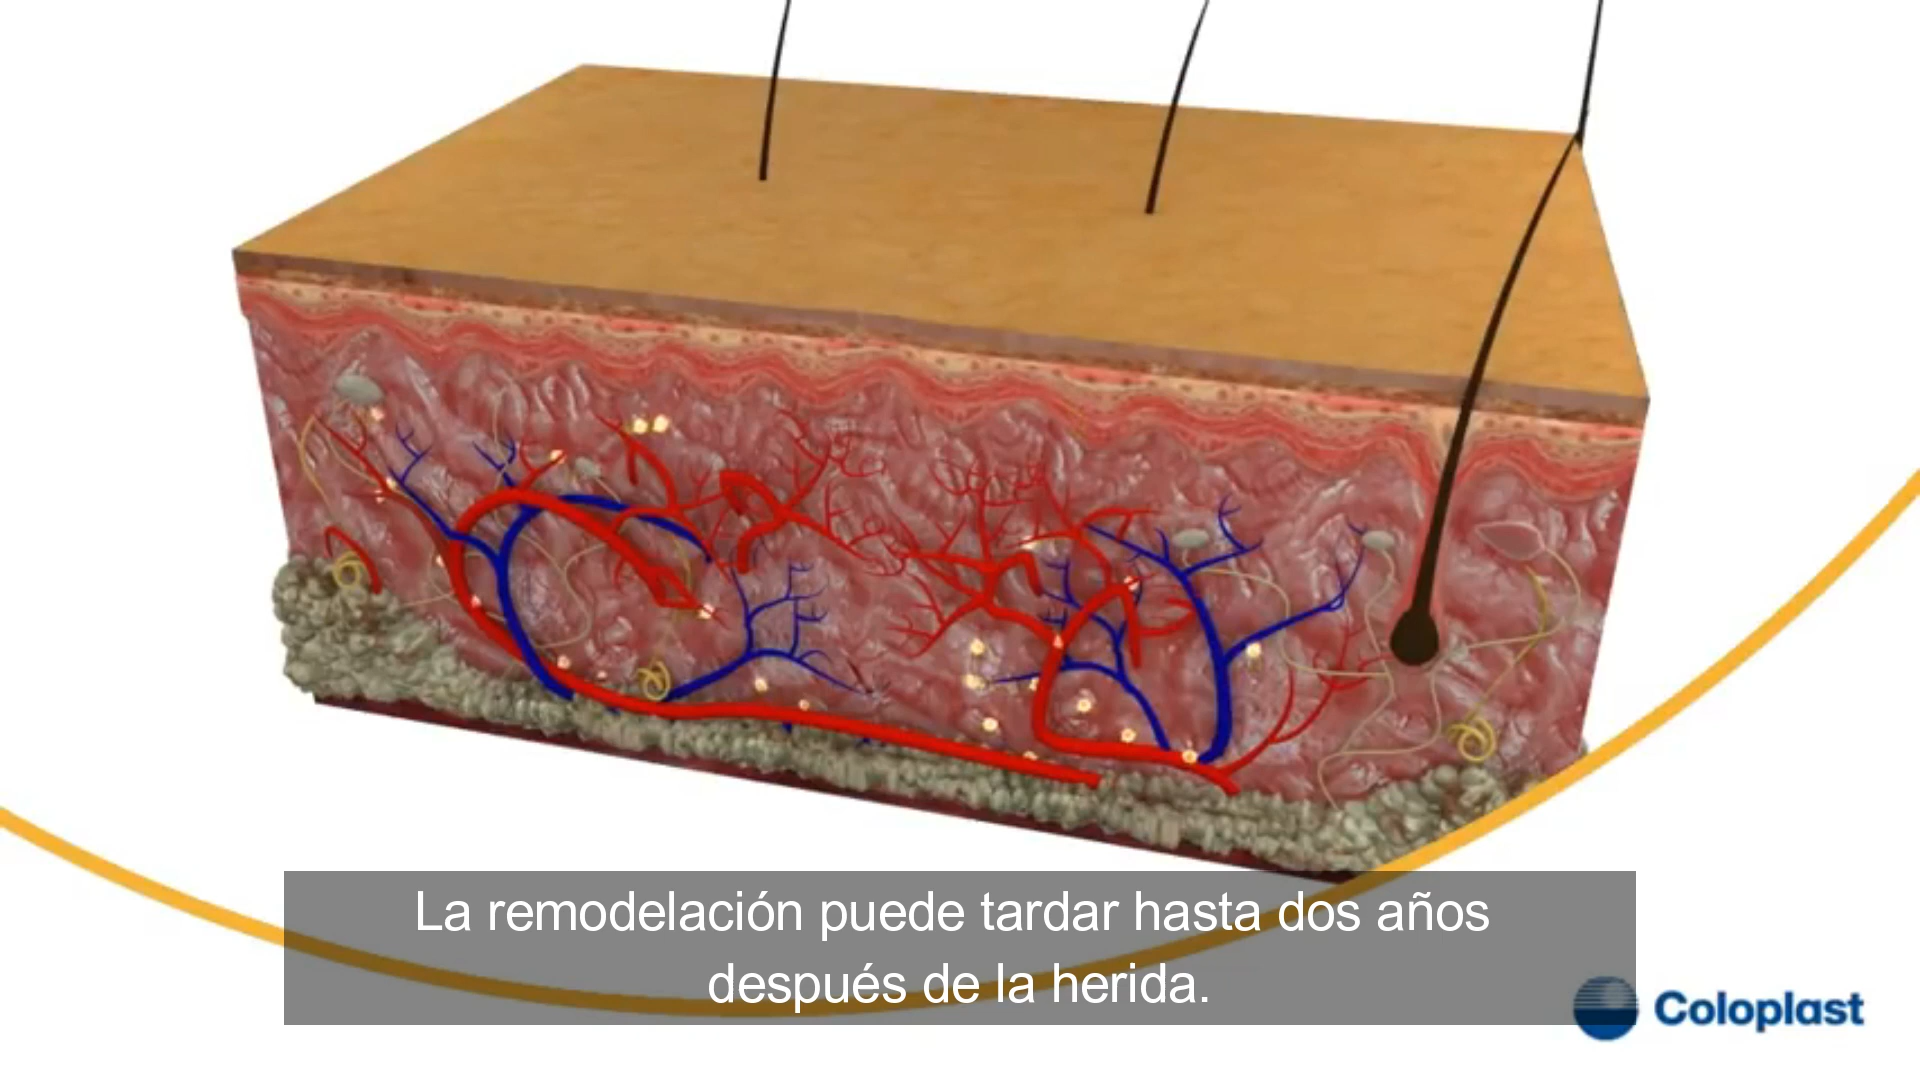 La remodelación puede tardar hasta dos años
después de la herida.
Coloplast